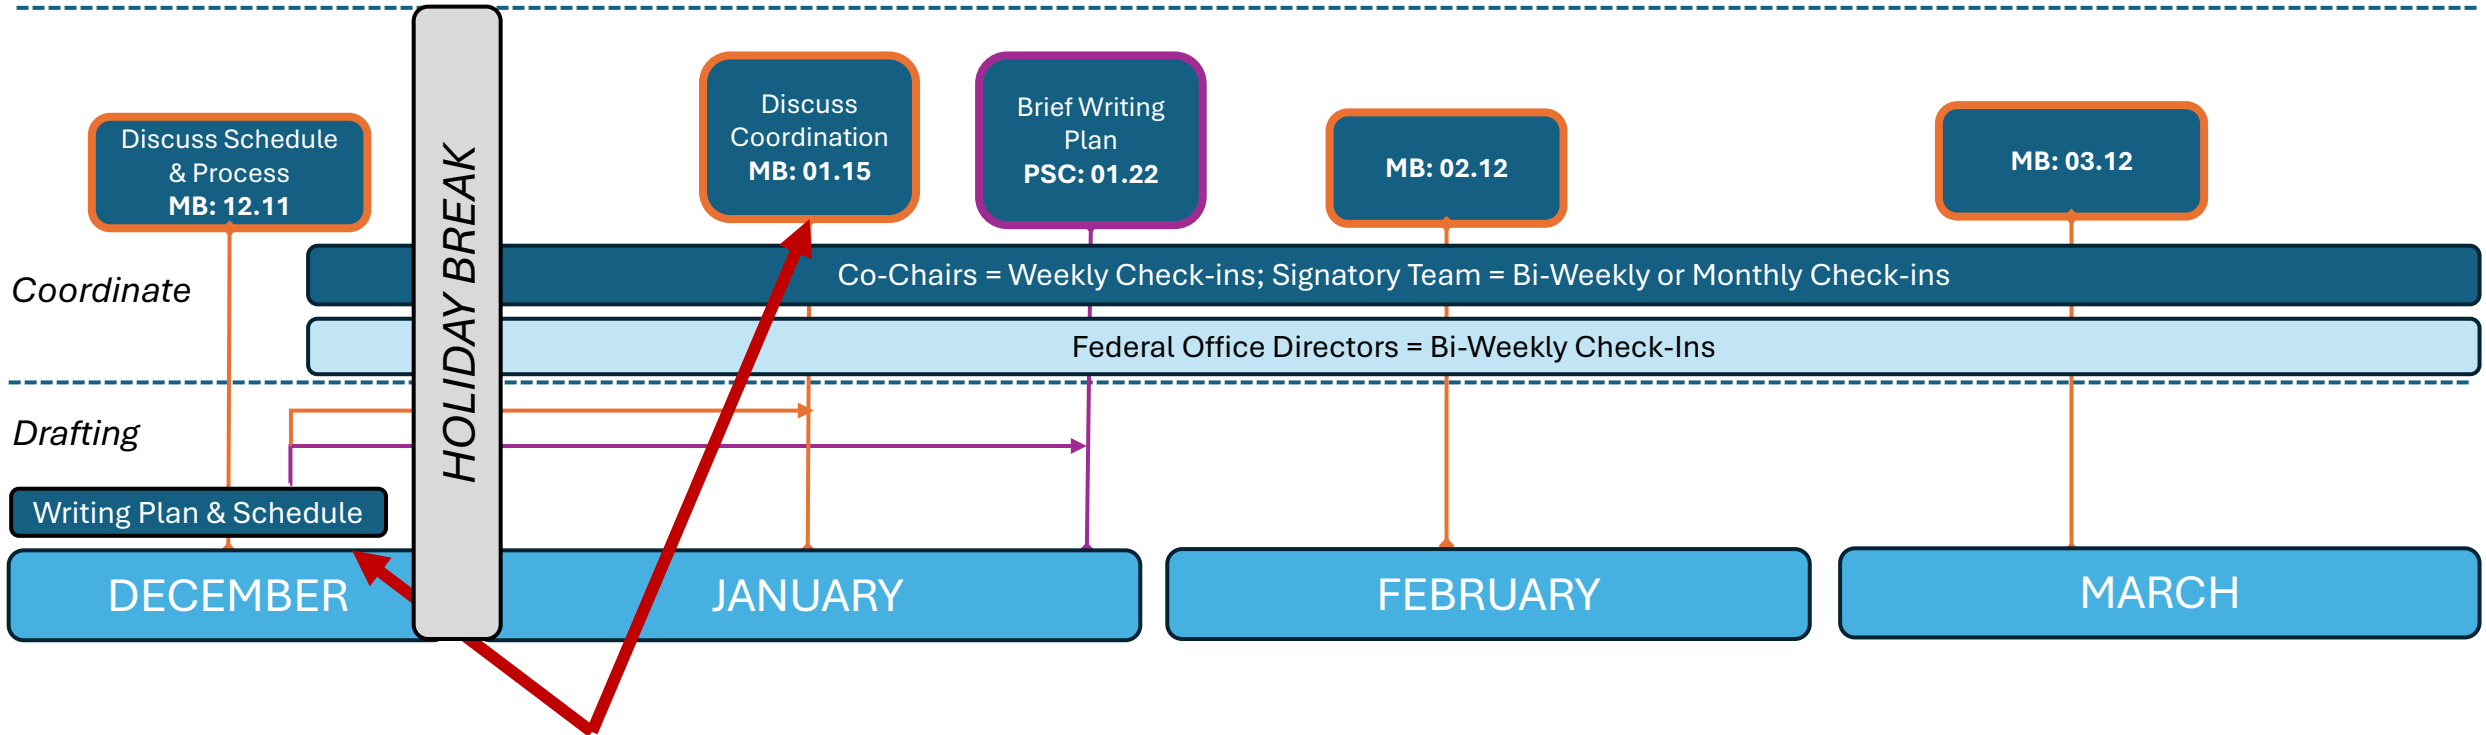 Discuss Schedule
& Process
MB: 12.11
HOLIDAY BREAK
Discuss
Coordination
MB: 01.15
Brief Writing
Plan
PSC: 01.22
MB: 02.12
MB: 03.12
Coordinate
Co-Chairs = Weekly Check-ins; Signatory Team = Bi-Weekly or Monthly Check-ins
Federal Office Directors = Bi-Weekly Check-Ins
Drafting
Writing Plan & Schedule
DECEMBER
JANUARY
FEBRUARY
MARCH